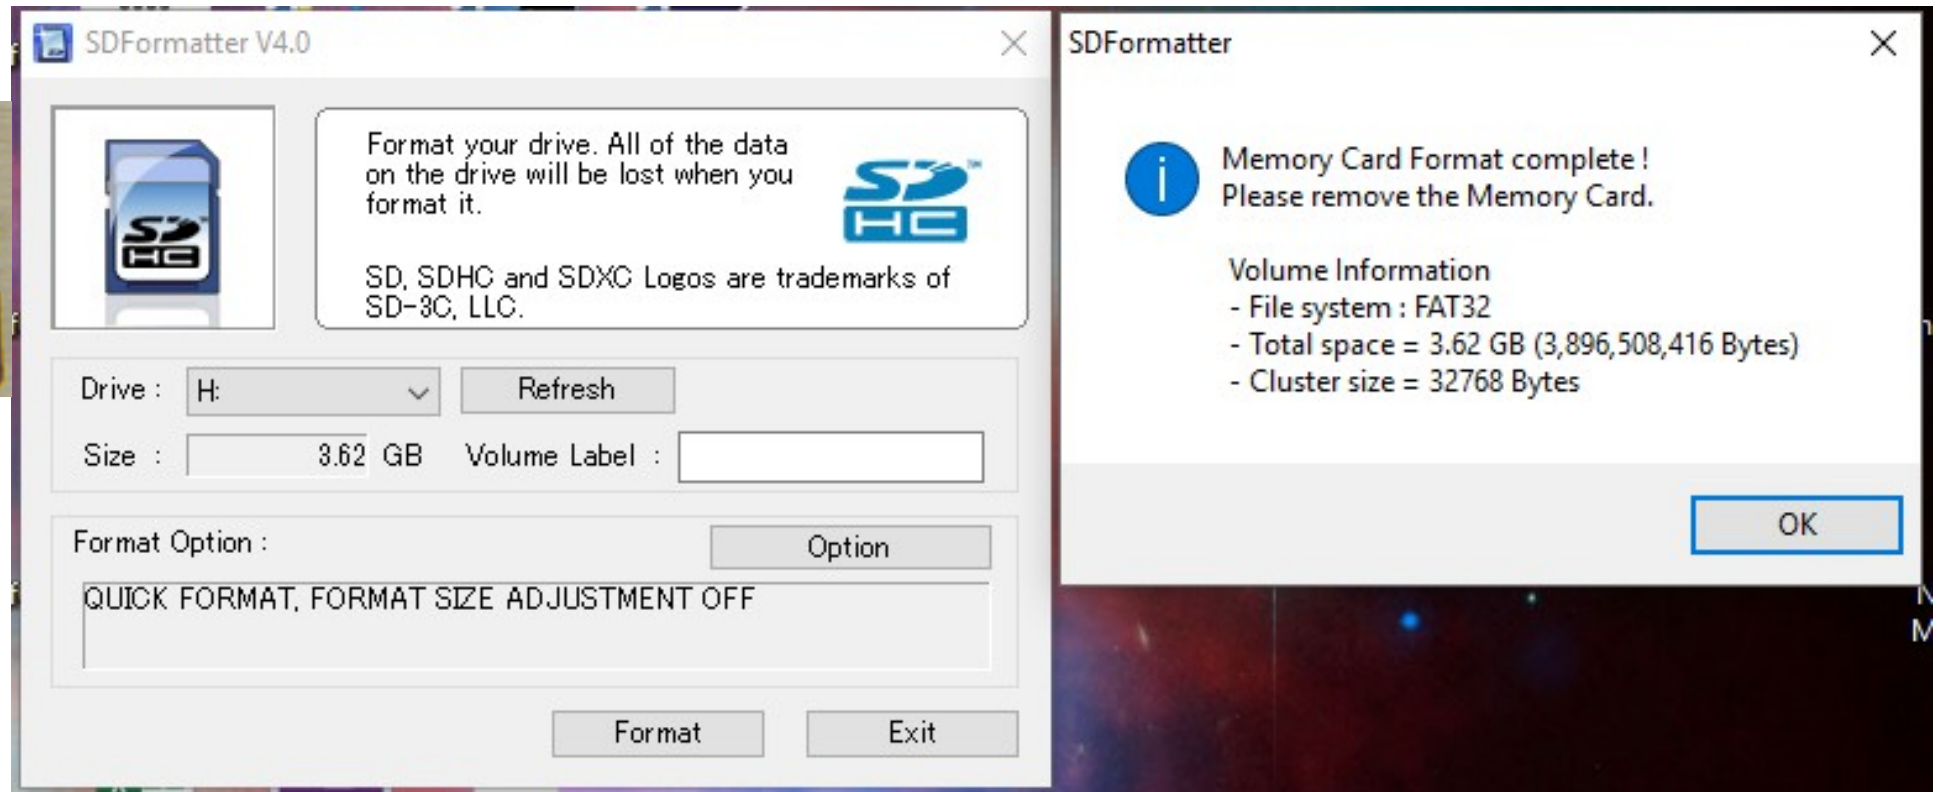 SDFormatter V4.0
Format your drive. All of the data
on the drive will be lost when you
format it.
SD, SDHC and SDXC Logos are trademarks of
SD-3C, LLC.
SD
HC
SD™
HC
Drive :
H:
Refresh
Size :
3.62 GB
Volume Label :
Format Option :
Option
QUICK FORMAT, FORMAT SIZE ADJUSTMENT OFF
Format
Exit
SDFormatter
Memory Card Format complete !
Please remove the Memory Card.
Volume Information
- File system : FAT32
- Total space = 3.62 GB (3,896,508,416 Bytes)
- Cluster size = 32768 Bytes
OK